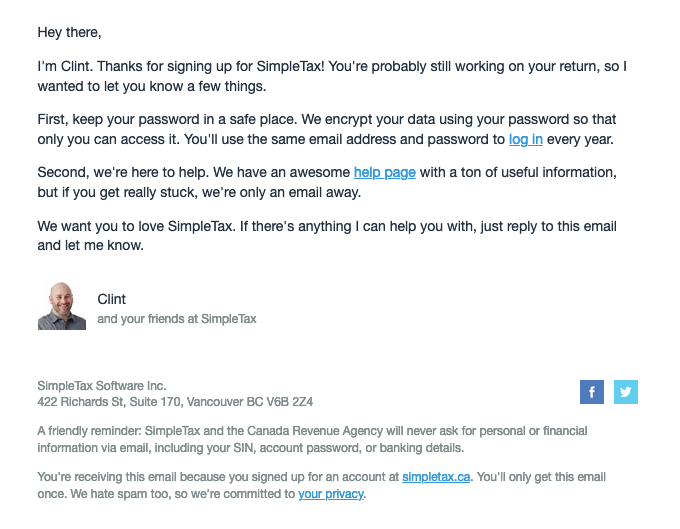 Hey there,
I'm Clint. Thanks for signing up for SimpleTax! You're probably still working on your return, so I
wanted to let you know a few things.
First, keep your password in a safe place. We encrypt your data using your password so that
only you can access it. You'll use the same email address and password to log in every year.
Second, we're here to help. We have an awesome help page with a ton of useful information,
but if you get really stuck, we're only an email away.
We want you to love SimpleTax. If there's anything I can help you with, just reply to this email
and let me know.
Clint
and your friends at SimpleTax
SimpleTax Software Inc.
422 Richards St, Suite 170, Vancouver BC V6B 2Z4
A friendly reminder: SimpleTax and the Canada Revenue Agency will never ask for personal or financial
information via email, including your SIN, account password, or banking details.
You're receiving this email because you signed up for an account at simpletax.ca. You'll only get this email
once. We hate spam too, so we're committed to your privacy.